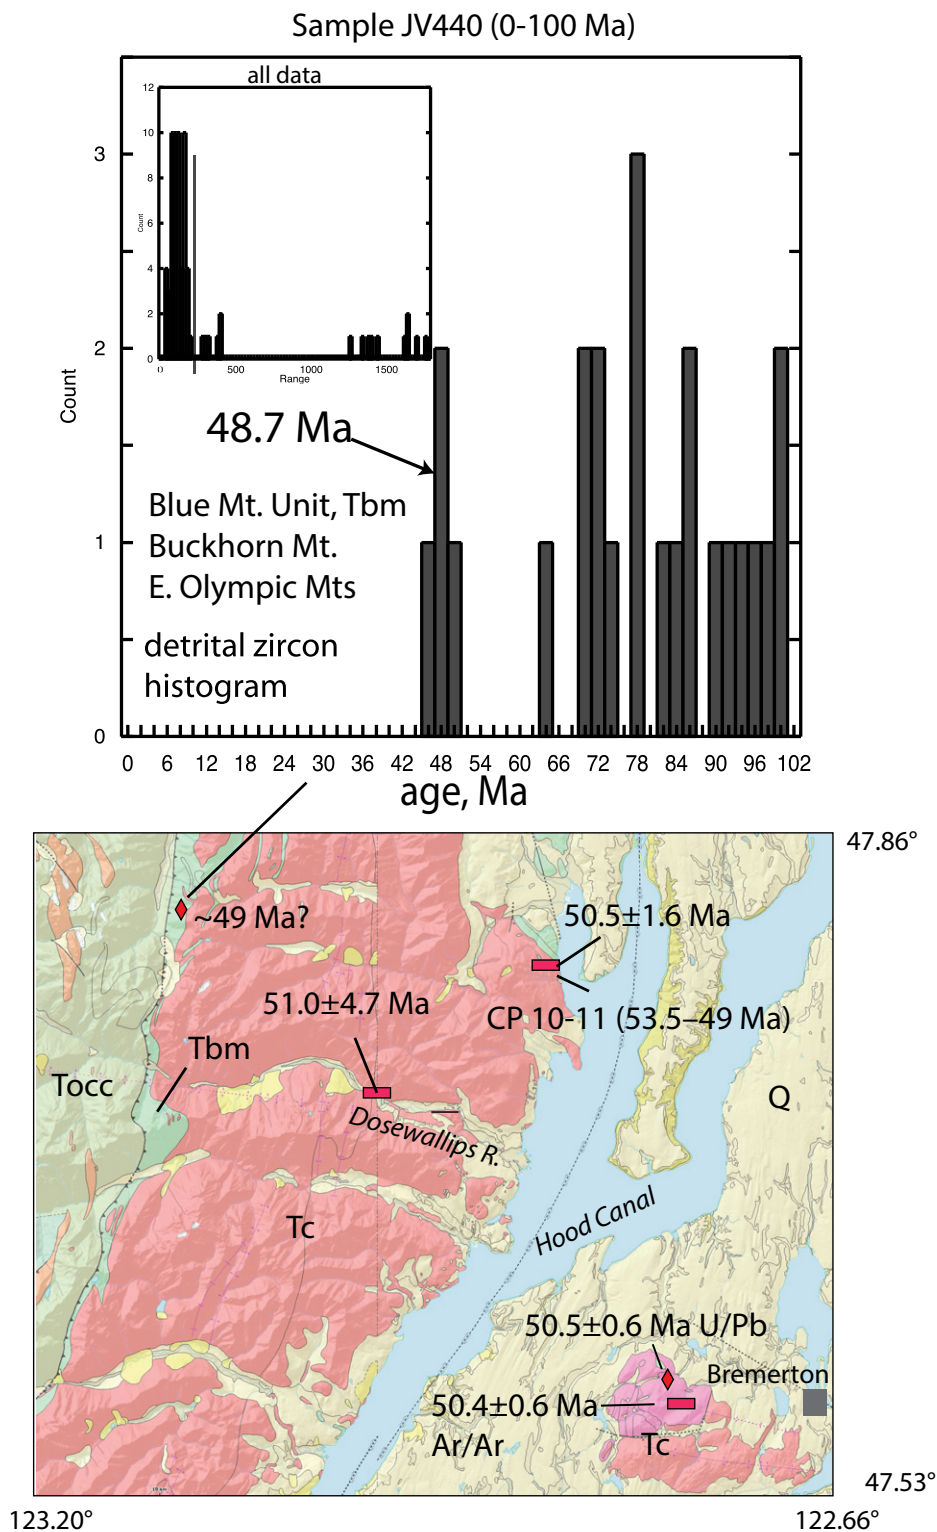 Sample JV440 (0-100 Ma)
all data
12
10
8
6
4
2
0
Count
0
500
1000
1500
Range
3
2
1
0
Count
48.7 Ma
Blue Mt. Unit, Tbm
Buckhorn Mt.
E. Olympic Mts
detrital zircon
histogram
0 6 12 18 24 30 36 42 48 54 60 66 72 78 84 90 96 102
age, Ma
47.86°
~49 Ma?
50.5±1.6 Ma
51.0±4.7 Ma
CP 10-11 (53.5–49 Ma)
Tbm
Tocc
Q
Dosewallips R.
Tc
Hood Canal
50.5±0.6 Ma U/Pb
Bremerton
50.4±0.6 Ma
Ar/Ar
Tc
47.53°
123.20°
122.66°